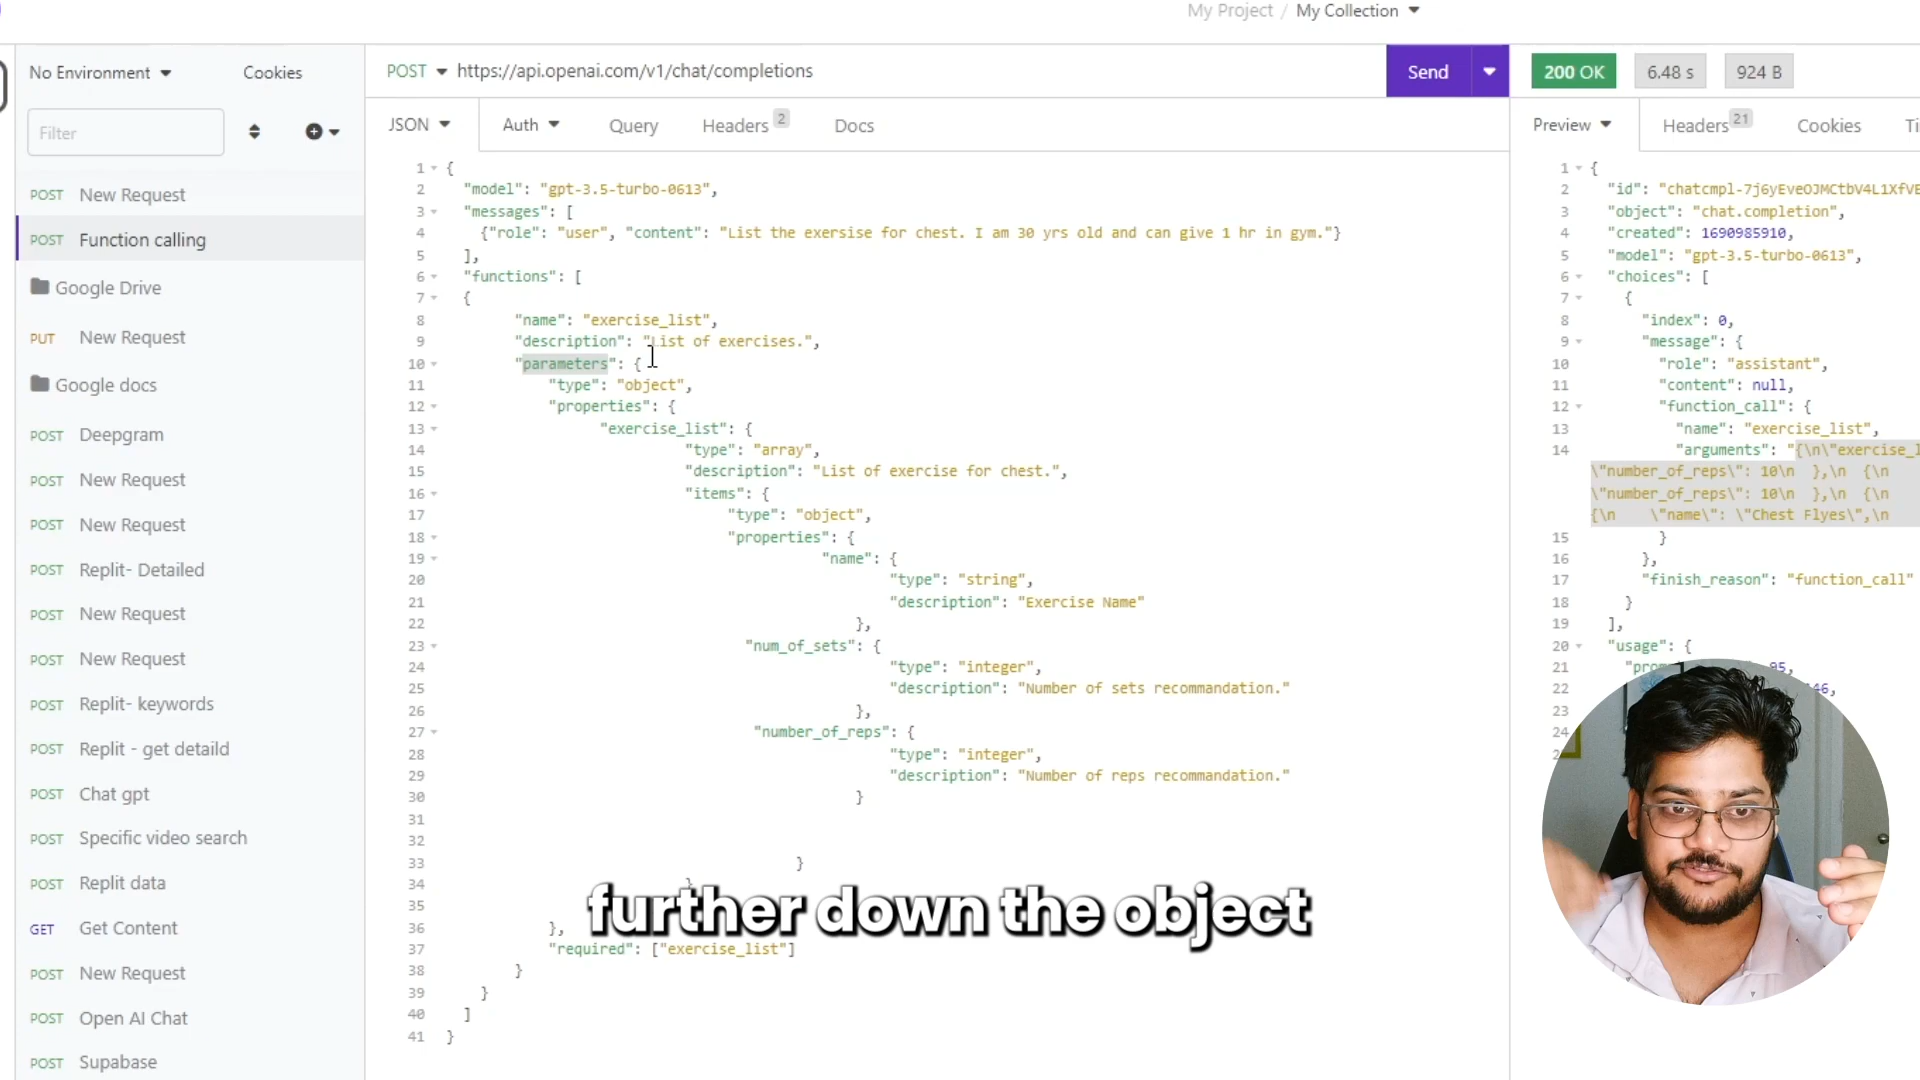 My Project / My Collection
No Environment
Cookies
Filter
POST New Request
POST Function calling
Google Drive
PUT New Request
Google docs
POST Deepgram
POST New Request
POST New Request
POST Replit- Detailed
POST New Request
POST New Request
POST Replit- keywords
POST Replit - get detaild
POST Chat gpt
POST Specific video search
POST Replit data
GET Get Content
POST New Request
POST Open AI Chat
POST Supabase
POST https://api.openai.com/v1/chat/completions
Send
JSON Auth Query Headers 2 Docs
1 {
2 "model": "gpt-3.5-turbo-0613",
3 "messages": [
4 {"role": "user", "content": "List the exersise for chest. I am 30 yrs old and can give 1 hr in gym."}
5 ],
6 "functions": [
7 {
8 "name": "exercise_list",
9 "description": "List of exercises.",
10 "parameters": {
11 "type": "object",
12 "properties": {
13 "exercise_list": {
14 "type": "array",
15 "description": "List of exercise for chest.",
16 "items": {
17 "type": "object",
18 "properties": {
19 "name": {
20 "type": "string",
21 "description": "Exercise Name"
22 },
23 "num_of_sets": {
24 "type": "integer",
25 "description": "Number of sets recommandation."
26 },
27 "number_of_reps": {
28 "type": "integer",
29 "description": "Number of reps recommandation."
30 }
31
32
33 }
34 }
35
36 },
37 "required": ["exercise_list"]
38 }
39 }
40 ]
41 }
further down the object
200 OK 6.48 s 924 B
Preview Headers 21 Cookies
1 {
2 "id":
3 "object": "chat.completion",
4 "created": 1690985910,
5 "model": "gpt-3.5-turbo-0613",
6 "choices": [
7 {
8 "index": 0,
9 "message": {
10 "role": "assistant",
11 "content": null,
12 "function_call": {
13 "name": "exercise_list",
14 "arguments": "{\n\"exercise_l
\"number_of_reps\": 10\n },\n {\n
\"number_of_reps\": 10\n },\n {\n
{\n \"name\": \"Chest Flyes\",\n
15 }
16 },
17 "finish_reason": "function_call"
18 }
19 ],
20 "usage": {
21
22
23
24